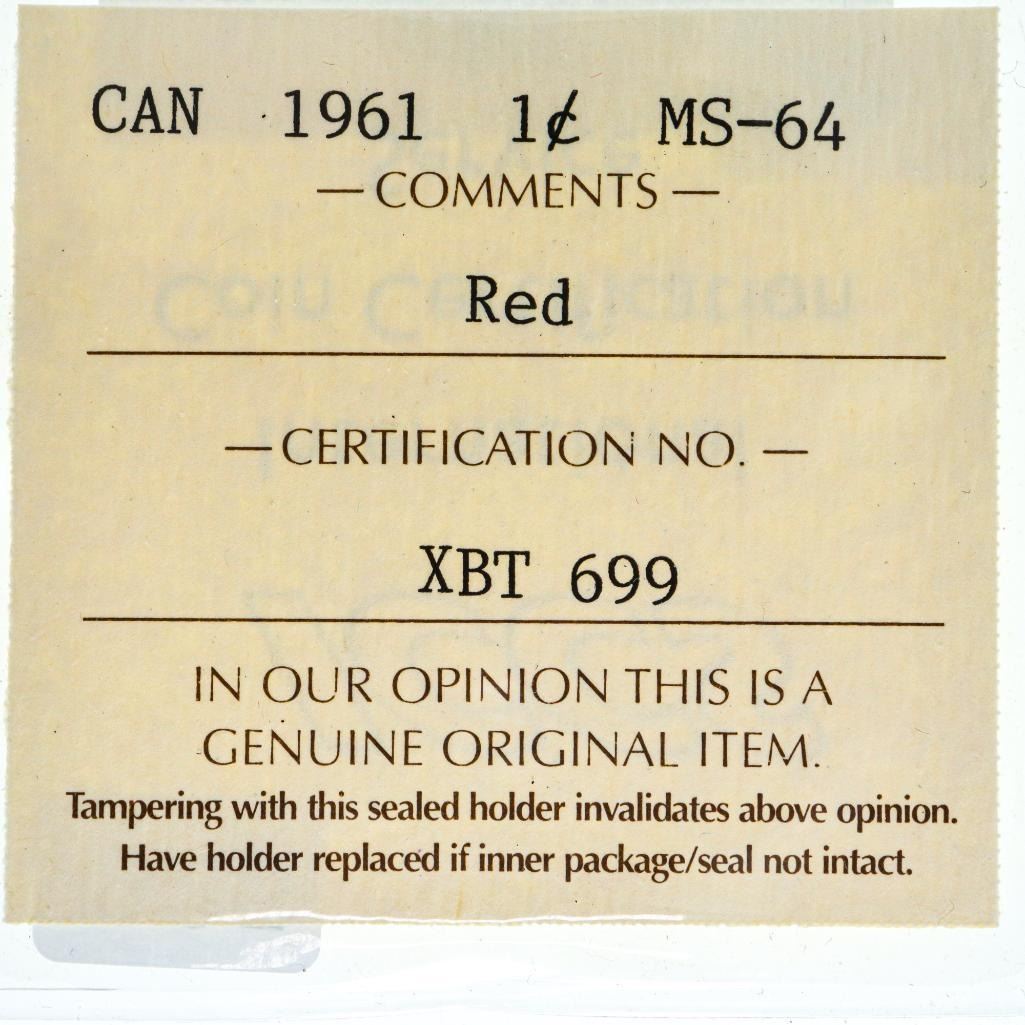 CAN 1961 1¢ MS-64
— COMMENTS —
Red
— CERTIFICATION NO. —
XBT 699
IN OUR OPINION THIS IS A
GENUINE ORIGINAL ITEM.
Tampering with this sealed holder invalidates above opinion.
Have holder replaced if inner package/seal not intact.